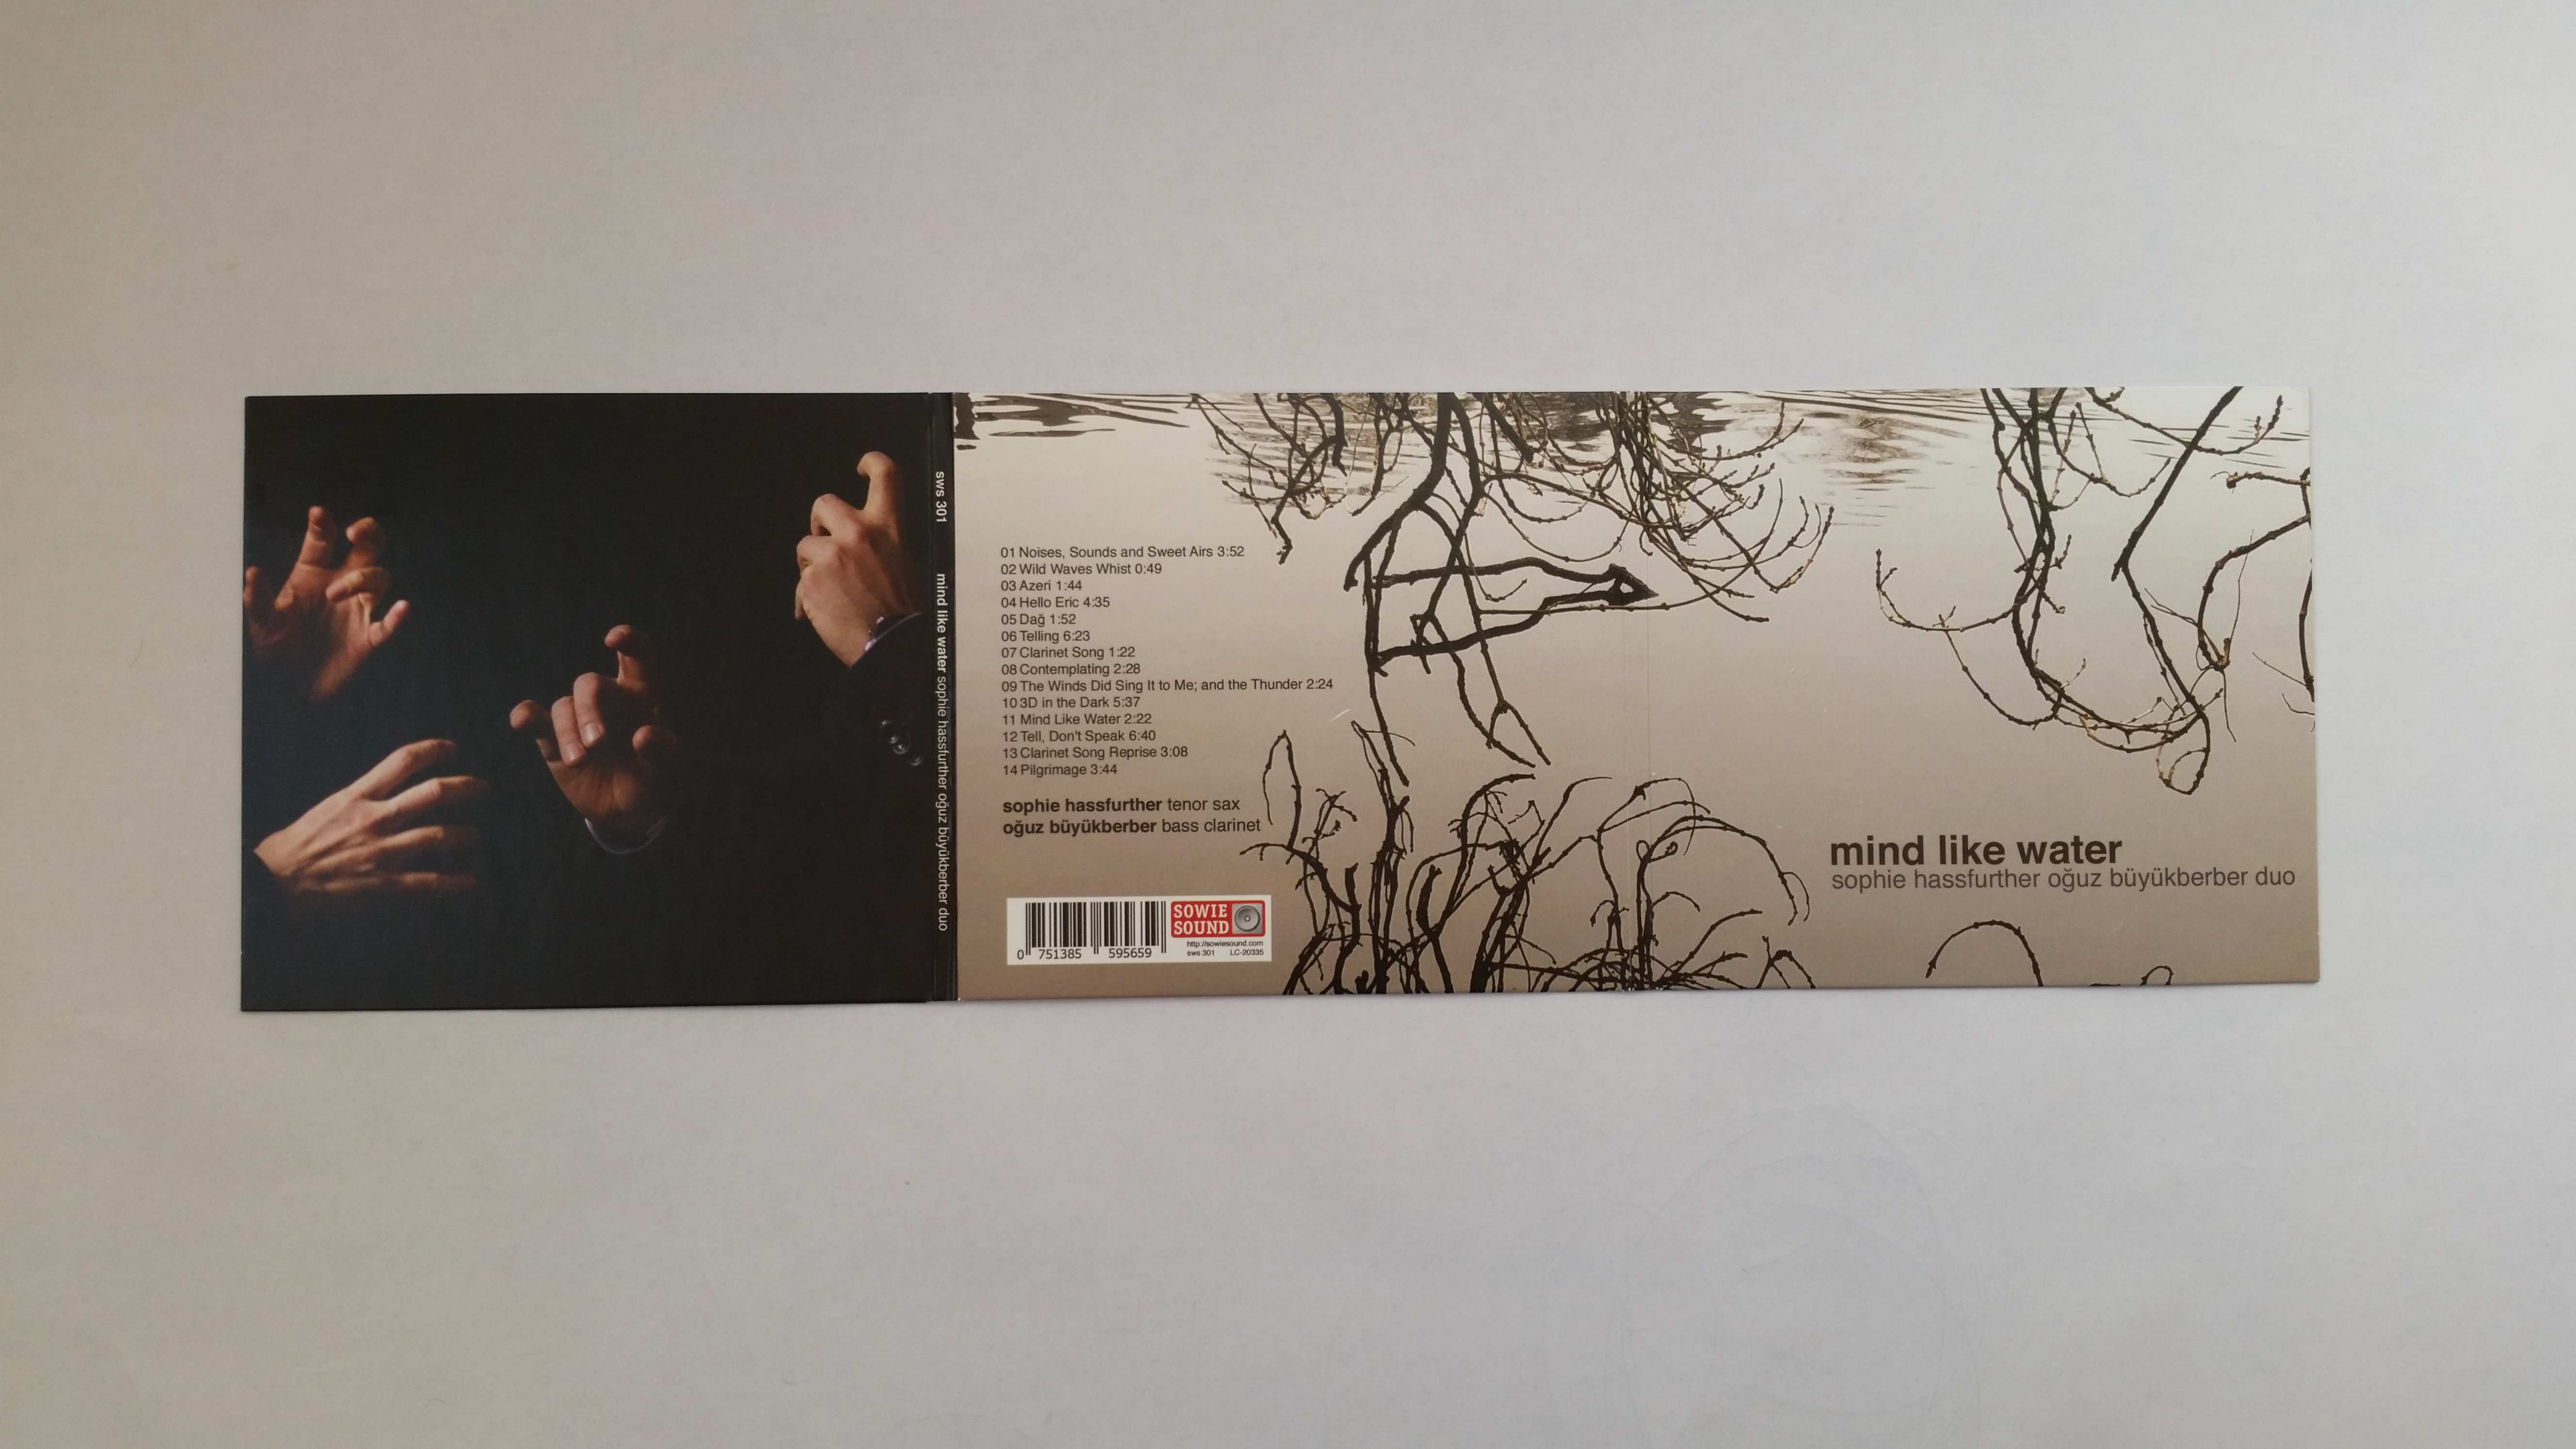 sws 301 mind like water sophie hassfurther oğuz büyükberber duo
01 Noises, Sounds and Sweet Airs 3:52
02 Wild Waves Whist 0:49
03 Azeri 1:44
04 Hello Eric 4:35
05 Dağ 1:52
06 Telling 6:23
07 Clarinet Song 1:22
08 Contemplating 2:28
09 The Winds Did Sing It to Me; and the Thunder 2:24
10 3D in the Dark 5:37
11 Mind Like Water 2:22
12 Tell, Don't Speak 6:40
13 Clarinet Song Reprise 3:08
14 Pilgrimage 3:44
sophie hassfurther tenor sax
oğuz büyükberber bass clarinet
0 751385 595659
SOWIE
SOUND
http://sowiesound.com
sws 301 LC-20335
mind like water
sophie hassfurther oğuz büyükberber duo